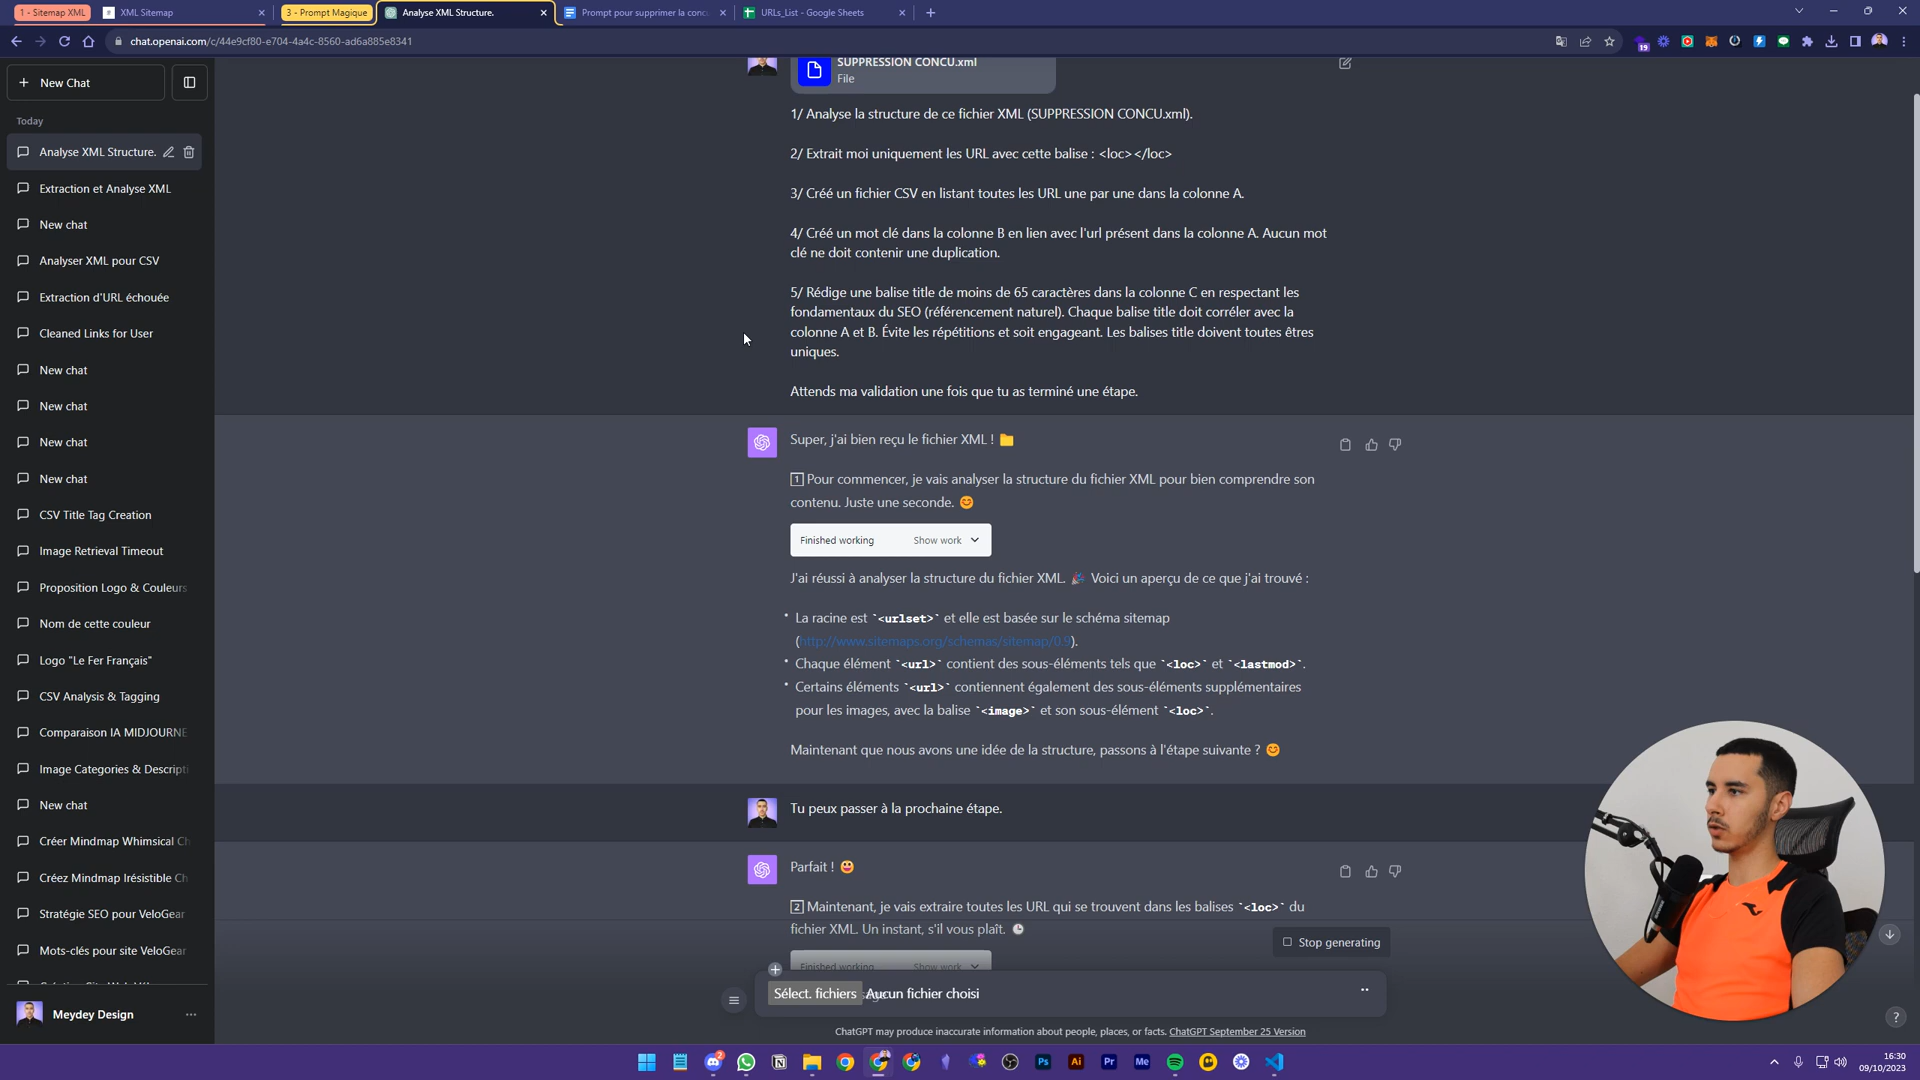 1 - Sitemap XML
XML Sitemap
3 - Prompt Magique
Analyse XML Structure.
Prompt pour supprimer la conc
URLs_List - Google Sheets
chat.openai.com/c/44e9cf80-e704-4a4c-8560-ad6a885e8341
19
New Chat
Today
Analyse XML Structure.
Extraction et Analyse XML
New chat
Analyser XML pour CSV
Extraction d'URL échouée
Cleaned Links for User
New chat
New chat
New chat
New chat
CSV Title Tag Creation
Image Retrieval Timeout
Proposition Logo & Couleurs
Nom de cette couleur
Logo "Le Fer Français"
CSV Analysis & Tagging
Comparaison IA MIDJOURNE
Image Categories & Descripti
New chat
Créer Mindmap Whimsical Ch
Créez Mindmap Irésistible Ch
Stratégie SEO pour VeloGear
Mots-clés pour site VeloGear
Meydey Design
SUPPRESSION CONCU.xml
File
1/ Analyse la structure de ce fichier XML (SUPPRESSION CONCU.xml).
2/ Extrait moi uniquement les URL avec cette balise : <loc></loc>
3/ Créé un fichier CSV en listant toutes les URL une par une dans la colonne A.
4/ Créé un mot clé dans la colonne B en lien avec l'url présent dans la colonne A. Aucun mot
clé ne doit contenir une duplication.
5/ Rédige une balise title de moins de 65 caractères dans la colonne C en respectant les
fondamentaux du SEO (référencement naturel). Chaque balise title doit corréler avec la
colonne A et B. Évite les répétitions et soit engageant. Les balises title doivent toutes êtres
uniques.
Attends ma validation une fois que tu as terminé une étape.
Super, j'ai bien reçu le fichier XML ! 📁
1 Pour commencer, je vais analyser la structure du fichier XML pour bien comprendre son
contenu. Juste une seconde. 😊
Finished working Show work
J'ai réussi à analyser la structure du fichier XML. 🎉 Voici un aperçu de ce que j'ai trouvé :
• La racine est `<urlset>` et elle est basée sur le schéma sitemap
(http://www.sitemaps.org/schemas/sitemap/0.9).
• Chaque élément `<url>` contient des sous-éléments tels que `<loc>` et `<lastmod>`.
• Certains éléments `<url>` contiennent également des sous-éléments supplémentaires
pour les images, avec la balise `<image>` et son sous-élément `<loc>`.
Maintenant que nous avons une idée de la structure, passons à l'étape suivante ? 😊
Tu peux passer à la prochaine étape.
Parfait ! 😃
2 Maintenant, je vais extraire toutes les URL qui se trouvent dans les balises `<loc>` du
fichier XML. Un instant, s'il vous plaît. 🕒
Finished working Show work
Stop generating
Sélect. fichiers Aucun fichier choisi
ChatGPT may produce inaccurate information about people, places, or facts. ChatGPT September 25 Version
?
2
Ps
Ai
Pr
Me
16:30
09/10/2023